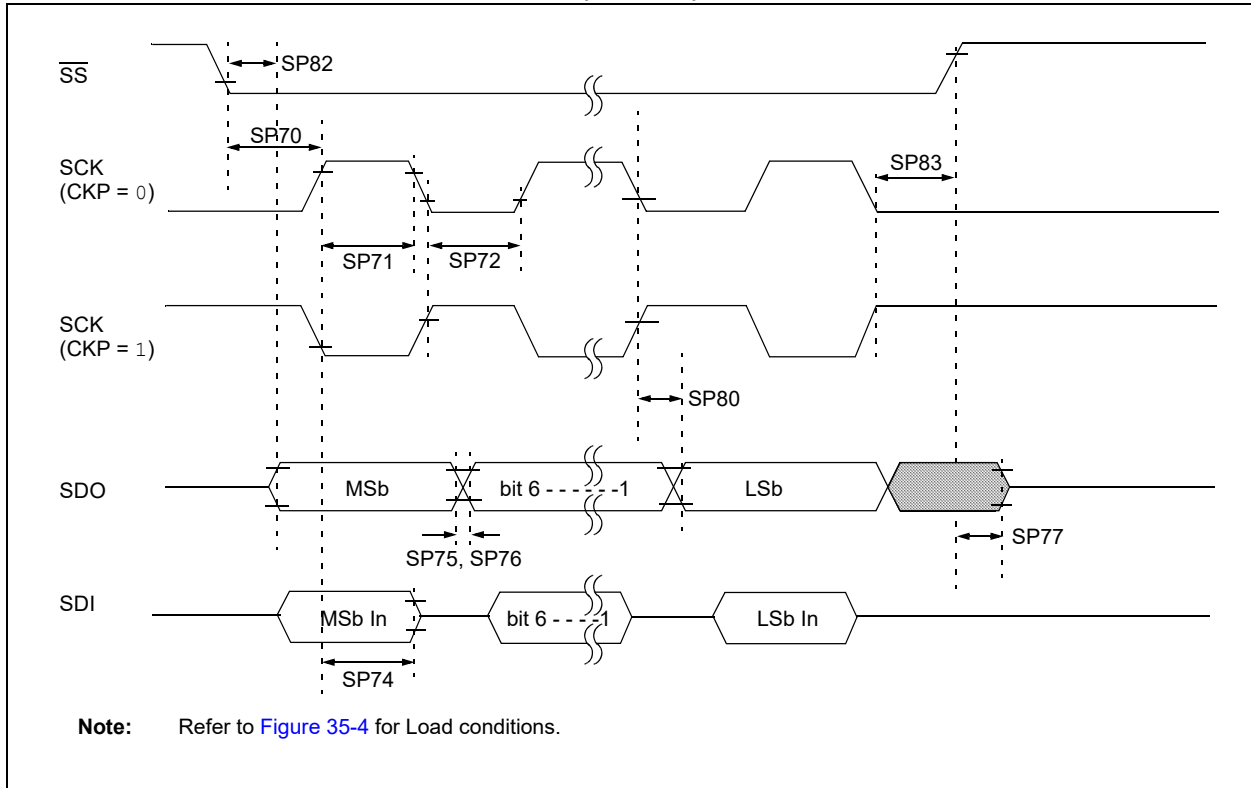 SS
SP82
SP70
SCK
(CKP = 0)
SP83
SP71
SP72
SCK
(CKP = 1)
SP80
SDO
MSb
bit 6 - - - - - -1
LSb
SP77
SP75, SP76
SDI
MSb In
bit 6 - - - -1
LSb In
SP74
Note: Refer to Figure 35-4 for Load conditions.